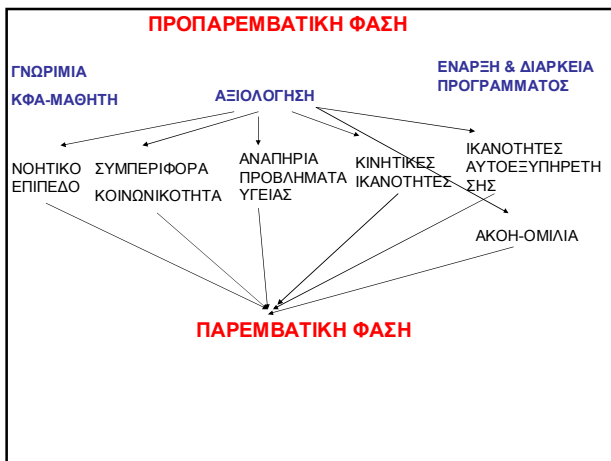 ΠΡΟΠΑΡΕΜΒΑΤΙΚΗ ΦΑΣΗ
ΓΝΩΡΙΜΙΑ
ΚΦΑ-ΜΑΘΗΤΗ
ΑΞΙΟΛΟΓΗΣΗ
ΕΝΑΡΞΗ & ΔΙΑΡΚΕΙΑ
ΠΡΟΓΡΑΜΜΑΤΟΣ
ΝΟΗΤΙΚΟ
ΕΠΙΠΕΔΟ
ΣΥΜΠΕΡΙΦΟΡΑ
ΚΟΙΝΩΝΙΚΟΤΗΤΑ
ΑΝΑΠΗΡΙΑ
ΠΡΟΒΛΗΜΑΤΑ
ΥΓΕΙΑΣ
ΚΙΝΗΤΙΚΕΣ
ΙΚΑΝΟΤΗΤΕΣ
ΙΚΑΝΟΤΗΤΕΣ
ΑΥΤΟΕΞΥΠΗΡΕΤΗ
ΣΗΣ
ΑΚΟΗ-ΟΜΙΛΙΑ
ΠΑΡΕΜΒΑΤΙΚΗ ΦΑΣΗ